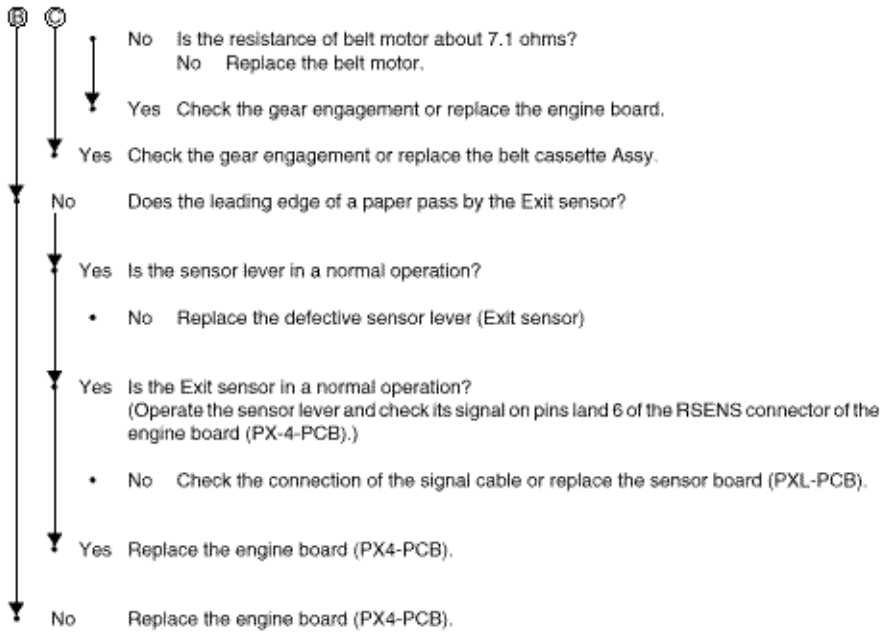 B C
No Is the resistance of belt motor about 7.1 ohms?
No Replace the belt motor.
Yes Check the gear engagement or replace the engine board.
Yes Check the gear engagement or replace the belt cassette Assy.
No Does the leading edge of a paper pass by the Exit sensor?
Yes Is the sensor lever in a normal operation?
• No Replace the defective sensor lever (Exit sensor)
Yes Is the Exit sensor in a normal operation?
(Operate the sensor lever and check its signal on pins land 6 of the RSENS connector of the
engine board (PX-4-PCB).)
• No Check the connection of the signal cable or replace the sensor board (PXL-PCB).
Yes Replace the engine board (PX4-PCB).
No Replace the engine board (PX4-PCB).